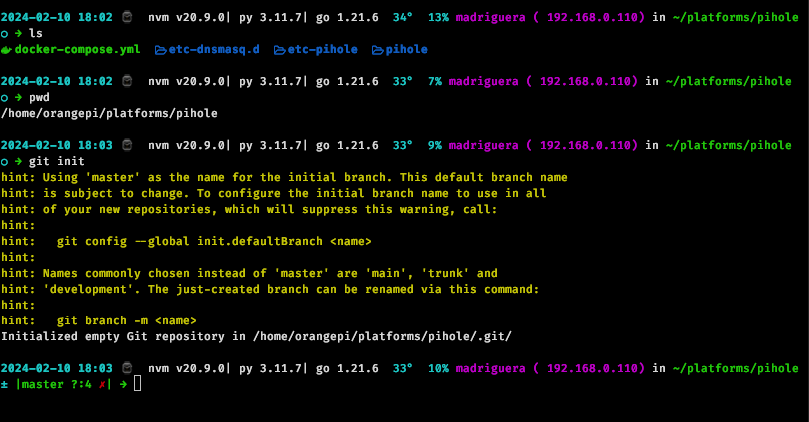 2024-02-10 18:02 nvm v20.9.0| py 3.11.7| go 1.21.6 34° 13% madriguera ( 192.168.0.110) in ~/platforms/pihole
○ → ls
docker-compose.yml etc-dnsmasq.d etc-pihole pihole
2024-02-10 18:02 nvm v20.9.0| py 3.11.7| go 1.21.6 33° 7% madriguera ( 192.168.0.110) in ~/platforms/pihole
○ → pwd
/home/orangepi/platforms/pihole
2024-02-10 18:03 nvm v20.9.0| py 3.11.7| go 1.21.6 33° 9% madriguera ( 192.168.0.110) in ~/platforms/pihole
○ → git init
hint: Using 'master' as the name for the initial branch. This default branch name
hint: is subject to change. To configure the initial branch name to use in all
hint: of your new repositories, which will suppress this warning, call:
hint:
hint:   git config --global init.defaultBranch <name>
hint:
hint: Names commonly chosen instead of 'master' are 'main', 'trunk' and
hint: 'development'. The just-created branch can be renamed via this command:
hint:
hint:   git branch -m <name>
Initialized empty Git repository in /home/orangepi/platforms/pihole/.git/
2024-02-10 18:03 nvm v20.9.0| py 3.11.7| go 1.21.6 33° 10% madriguera ( 192.168.0.110) in ~/platforms/pihole
± |master ?:4 ✗| →